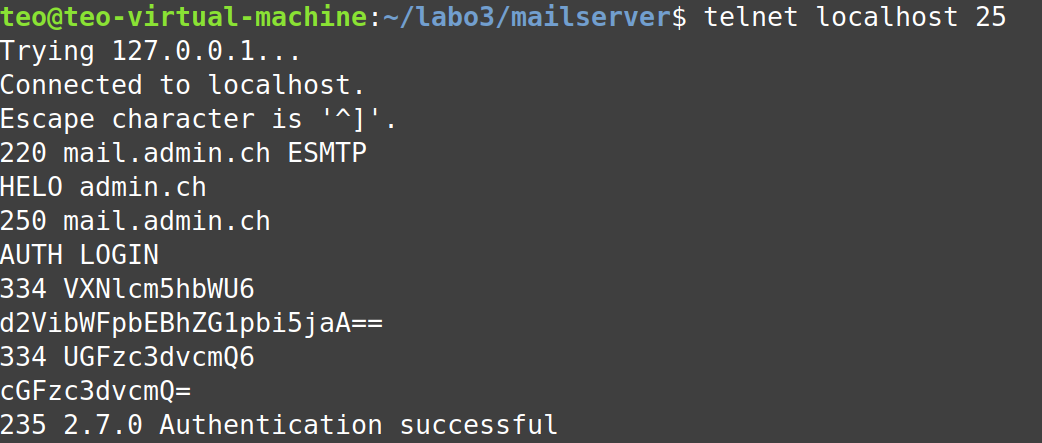 teo@teo-virtual-machine:~/labo3/mailserver$ telnet localhost 25
Trying 127.0.0.1...
Connected to localhost.
Escape character is '^]'.
220 mail.admin.ch ESMTP
HELO admin.ch
250 mail.admin.ch
AUTH LOGIN
334 VXNlcm5hbWU6
d2VibWFpbEBhZG1pbi5jaA==
334 UGFzc3dvcmQ6
cGFzc3dvcmQ=
235 2.7.0 Authentication successful